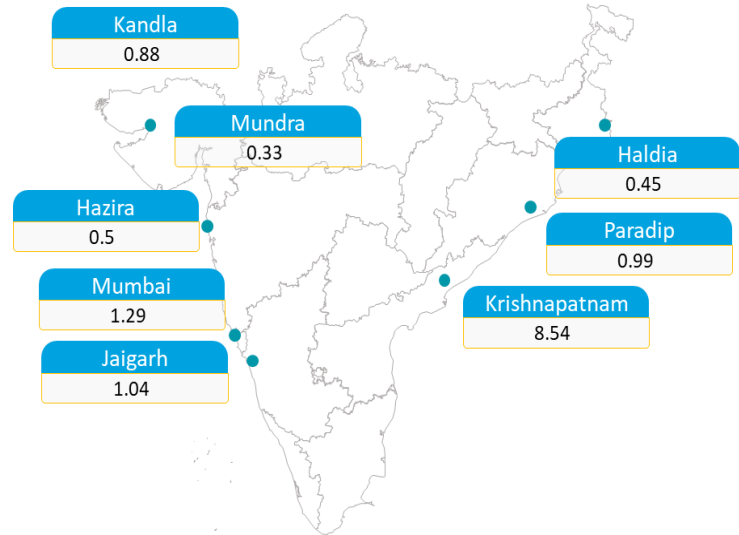 Kandla
0.88
Mundra
0.33
Haldia
0.45
Hazira
0.5
Paradip
0.99
Mumbai
1.29
Krishnapatnam
8.54
Jaigarh
1.04